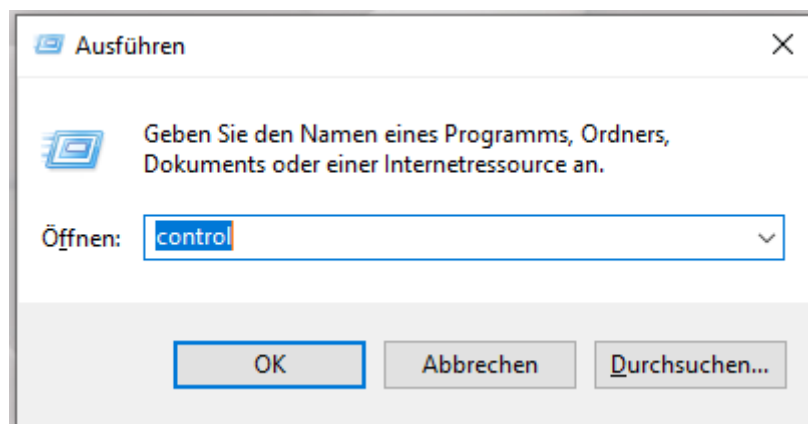 Ausführen
Geben Sie den Namen eines Programms, Ordners,
Dokuments oder einer Internetressource an.
Öffnen: control
OK Abbrechen Durchsuchen...